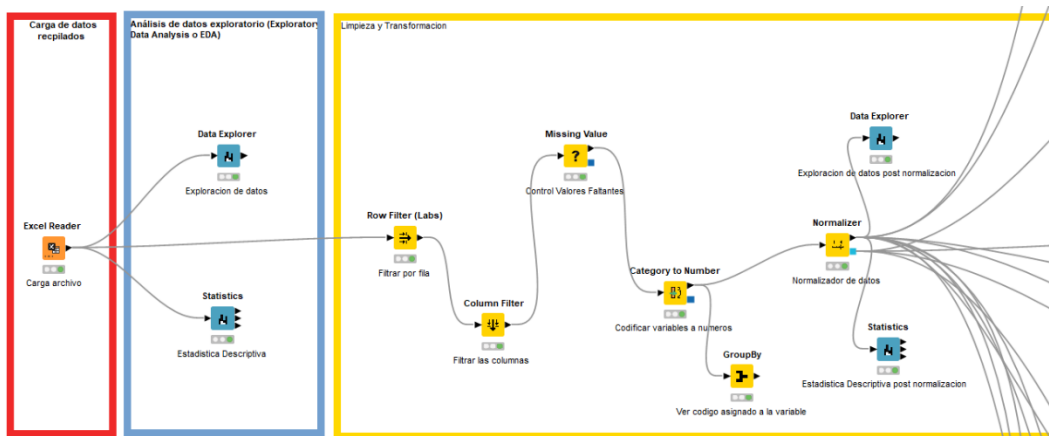 Carga de datos
recpilados
Análisis de datos exploratorio (Exploratory
Data Analysis o EDA)
Limpieza y Transformacion
Data Explorer
Exploracion de datos
Excel Reader
Carga archivo
Statistics
Estadistica Descriptiva
Row Filter (Labs)
Filtrar por fila
Column Filter
Filtrar las columnas
Missing Value
?
Control Valores Faltantes
Category to Number
Codificar variables a numeros
GroupBy
Ver codigo asignado a la variable
Data Explorer
Exploracion de datos post normalizacion
Normalizer
Normalizador de datos
Statistics
Estadistica Descriptiva post normalizacion